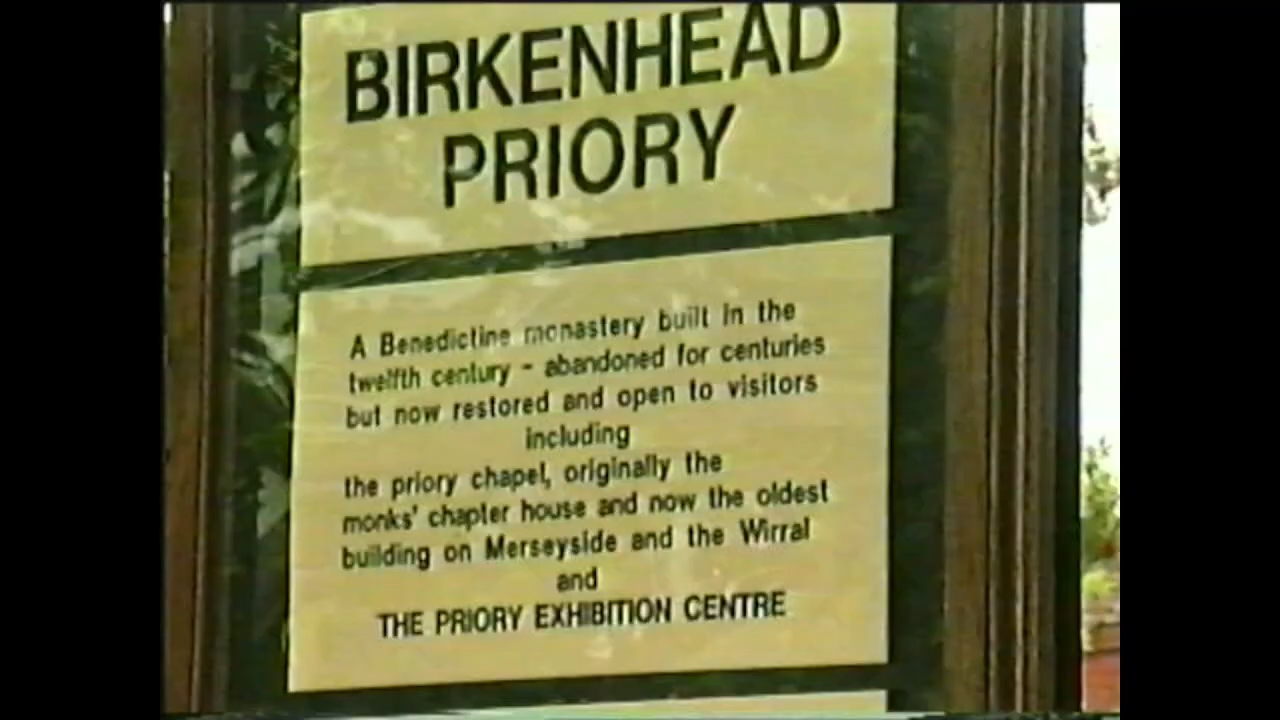 BIRKENHEAD
PRIORY
A Benedictine monastery built in the
twelfth century - abandoned for centuries
but now restored and open to visitors
including
the priory chapel, originally the
monks' chapter house and now the oldest
building on Merseyside and the Wirral
and
THE PRIORY EXHIBITION CENTRE